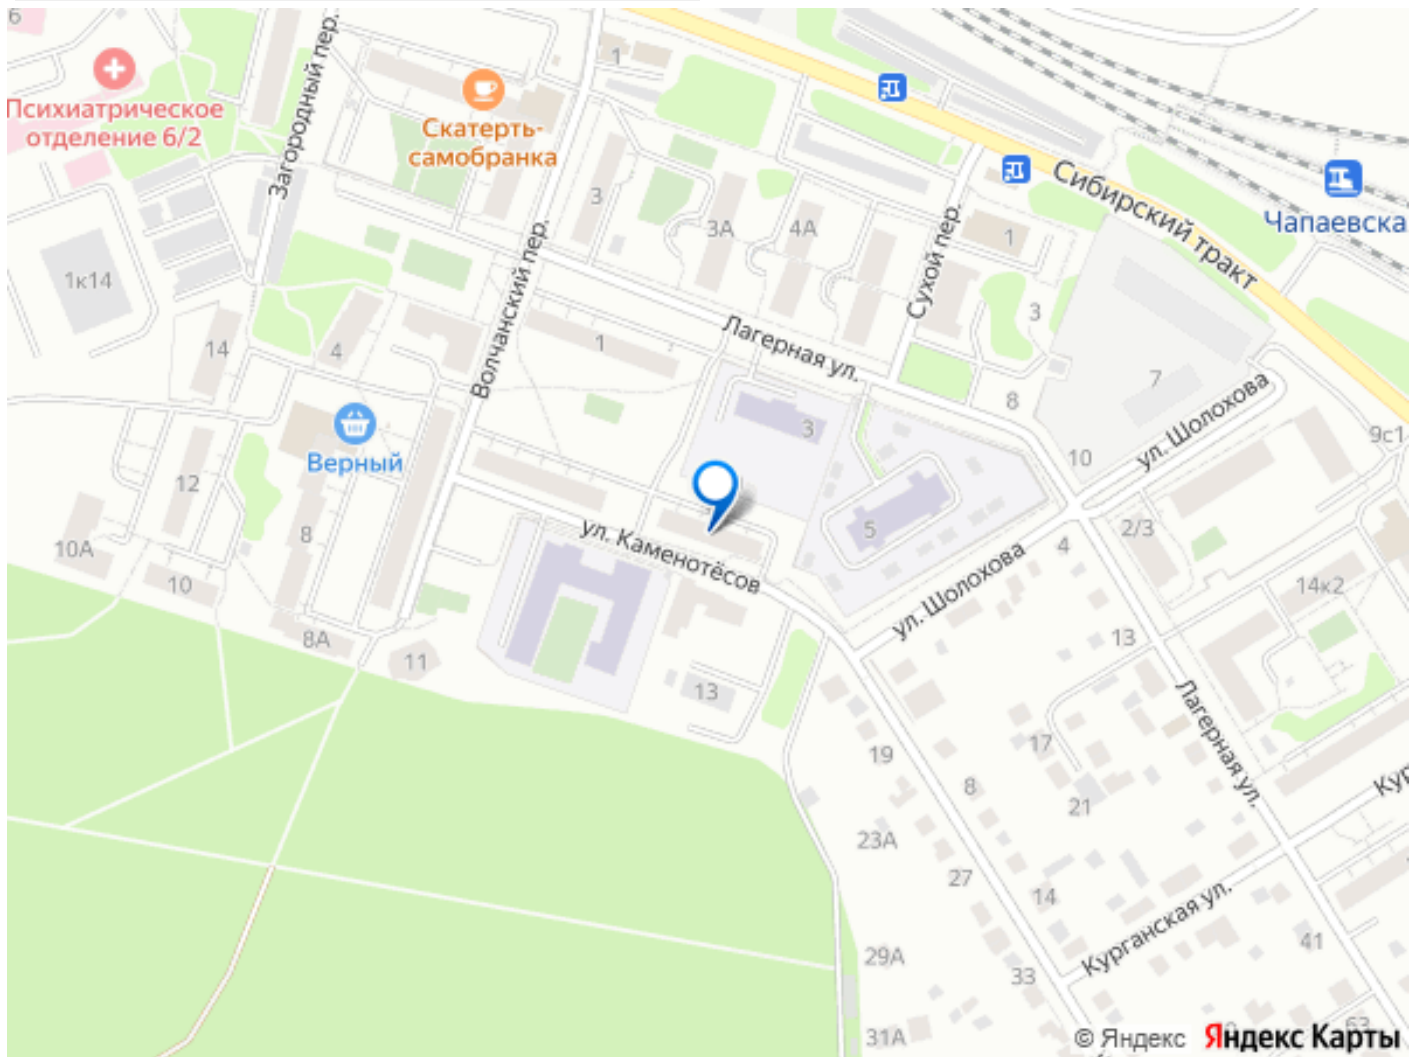 6
Загородный пер.
1
Психиатрическое
отделение 6/2
Скатерть-
самобранка
Сибирский тракт
Чапаевска
3
3А
4А
1
Сухой пер.
1к14
Волчанский пер.
3
14
4
1
Лагерная ул.
7
8
ул. Шолохова
9с1
3
Верный
10
12
5
2/3
8
ул. Каменотёсов
4
10А
10
ул. Шолохова
14к2
8А
11
13
13
Лагерная ул.
19
17
8
21
Кур
23А
27
14
Курганская ул.
41
29А
33
31А
63
© Яндекс Яндекс Карты